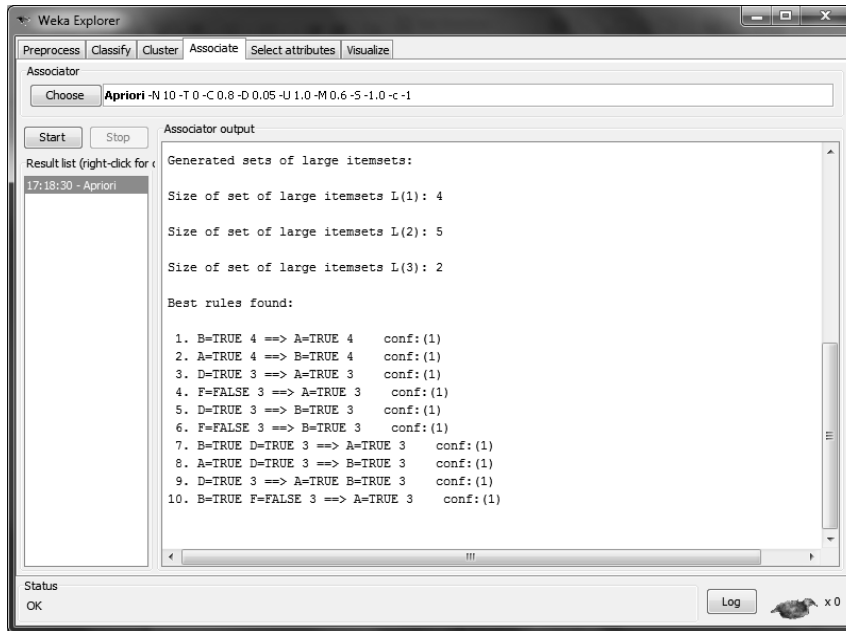 Weka Explorer
Preprocess Classify Cluster Associate Select attributes Visualize
Associator
Choose Apriori -N 10 -T 0 -C 0.8 -D 0.05 -U 1.0 -M 0.6 -S -1.0 -c -1
Start Stop
Result list (right-click for
17:18:30 - Apriori
Associator output
Generated sets of large itemsets:
Size of set of large itemsets L(1): 4
Size of set of large itemsets L(2): 5
Size of set of large itemsets L(3): 2
Best rules found:
1. B=TRUE 4 ==> A=TRUE 4 conf:(1)
2. A=TRUE 4 ==> B=TRUE 4 conf:(1)
3. D=TRUE 3 ==> A=TRUE 3 conf:(1)
4. F=FALSE 3 ==> A=TRUE 3 conf:(1)
5. D=TRUE 3 ==> B=TRUE 3 conf:(1)
6. F=FALSE 3 ==> B=TRUE 3 conf:(1)
7. B=TRUE D=TRUE 3 ==> A=TRUE 3 conf:(1)
8. A=TRUE D=TRUE 3 ==> B=TRUE 3 conf:(1)
9. D=TRUE 3 ==> A=TRUE B=TRUE 3 conf:(1)
10. B=TRUE F=FALSE 3 ==> A=TRUE 3 conf:(1)
Status
OK
Log
x 0